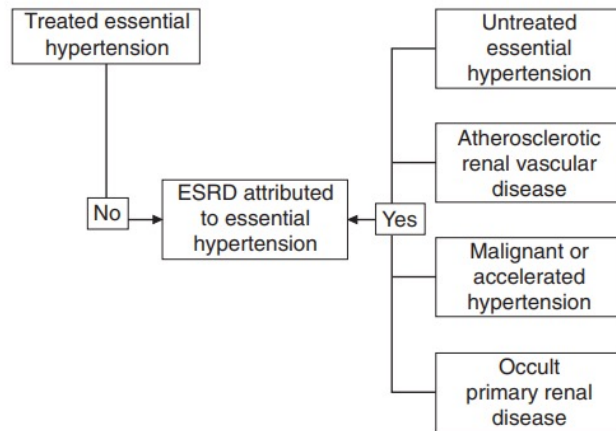 Treated essential
hypertension
No
ESRD attributed
to essential
hypertension
Yes
Untreated
essential
hypertension
Atherosclerotic
renal vascular
disease
Malignant or
accelerated
hypertension
Occult
primary renal
disease